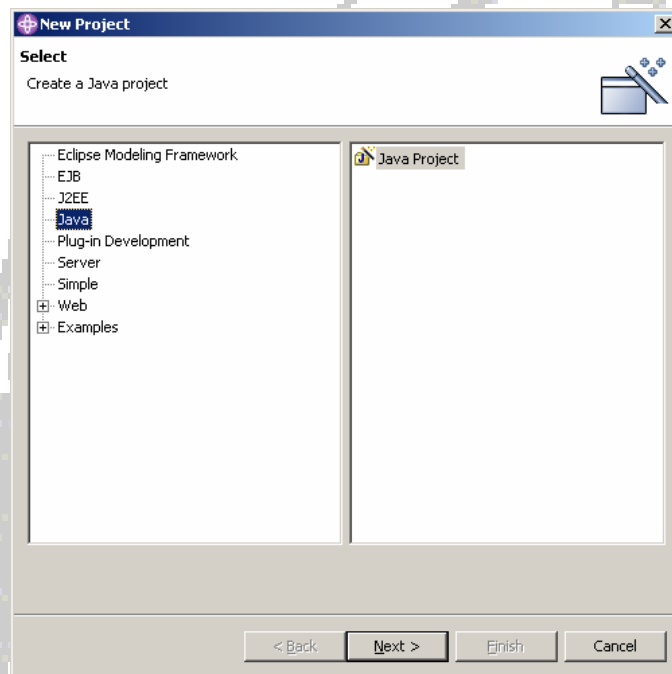 New Project
Select
Create a Java project
Eclipse Modeling Framework
EJB
J2EE
Java
Plug-in Development
Server
Simple
Web
Examples
Java Project
< Back
Next >
Finish
Cancel